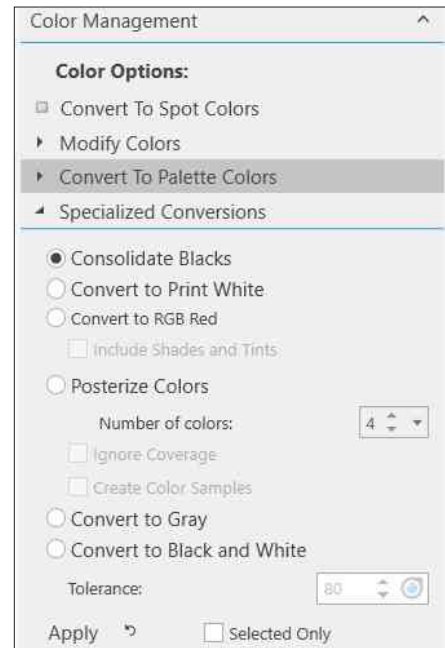 Color Management
Color Options:
Convert To Spot Colors
Modify Colors
Convert To Palette Colors
Specialized Conversions
Consolidate Blacks
Convert to Print White
Convert to RGB Red
Include Shades and Tints
Posterize Colors
Number of colors: 4
Ignore Coverage
Create Color Samples
Convert to Gray
Convert to Black and White
Tolerance: 80
Apply Selected Only